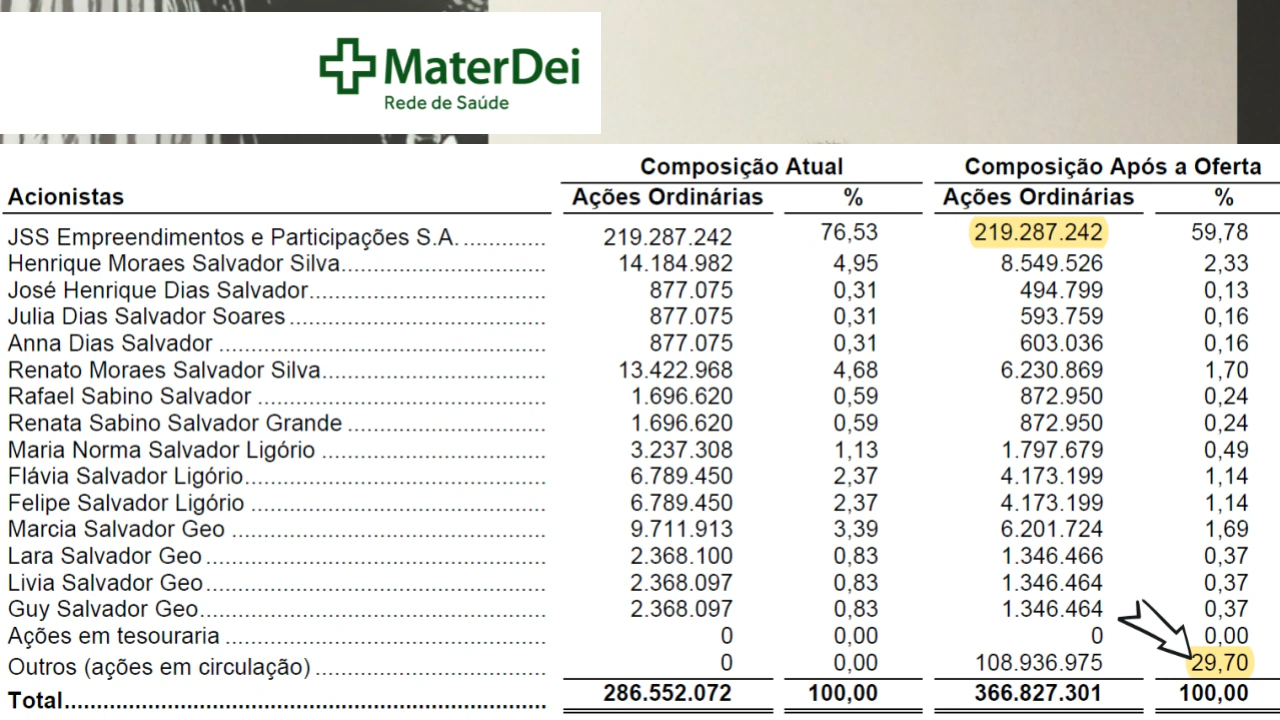 MaterDei
Rede de Saúde
Composição Atual Composição Após a Oferta
Acionistas Ações Ordinárias % Ações Ordinárias %
JSS Empreendimentos e Participações S.A. 219.287.242 76,53 219.287.242 59,78
Henrique Moraes Salvador Silva 14.184.982 4,95 8.549.526 2,33
José Henrique Dias Salvador 877.075 0,31 494.799 0,13
Julia Dias Salvador Soares 877.075 0,31 593.759 0,16
Anna Dias Salvador 877.075 0,31 603.036 0,16
Renato Moraes Salvador Silva 13.422.968 4,68 6.230.869 1,70
Rafael Sabino Salvador 1.696.620 0,59 872.950 0,24
Renata Sabino Salvador Grande 1.696.620 0,59 872.950 0,24
Maria Norma Salvador Ligório 3.237.308 1,13 1.797.679 0,49
Flávia Salvador Ligório 6.789.450 2,37 4.173.199 1,14
Felipe Salvador Ligório 6.789.450 2,37 4.173.199 1,14
Marcia Salvador Geo 9.711.913 3,39 6.201.724 1,69
Lara Salvador Geo 2.368.100 0,83 1.346.466 0,37
Livia Salvador Geo 2.368.097 0,83 1.346.464 0,37
Guy Salvador Geo 2.368.097 0,83 1.346.464 0,37
Ações em tesouraria 0 0,00 0 0,00
Outros (ações em circulação) 0 0,00 108.936.975 29,70
Total 286.552.072 100,00 366.827.301 100,00